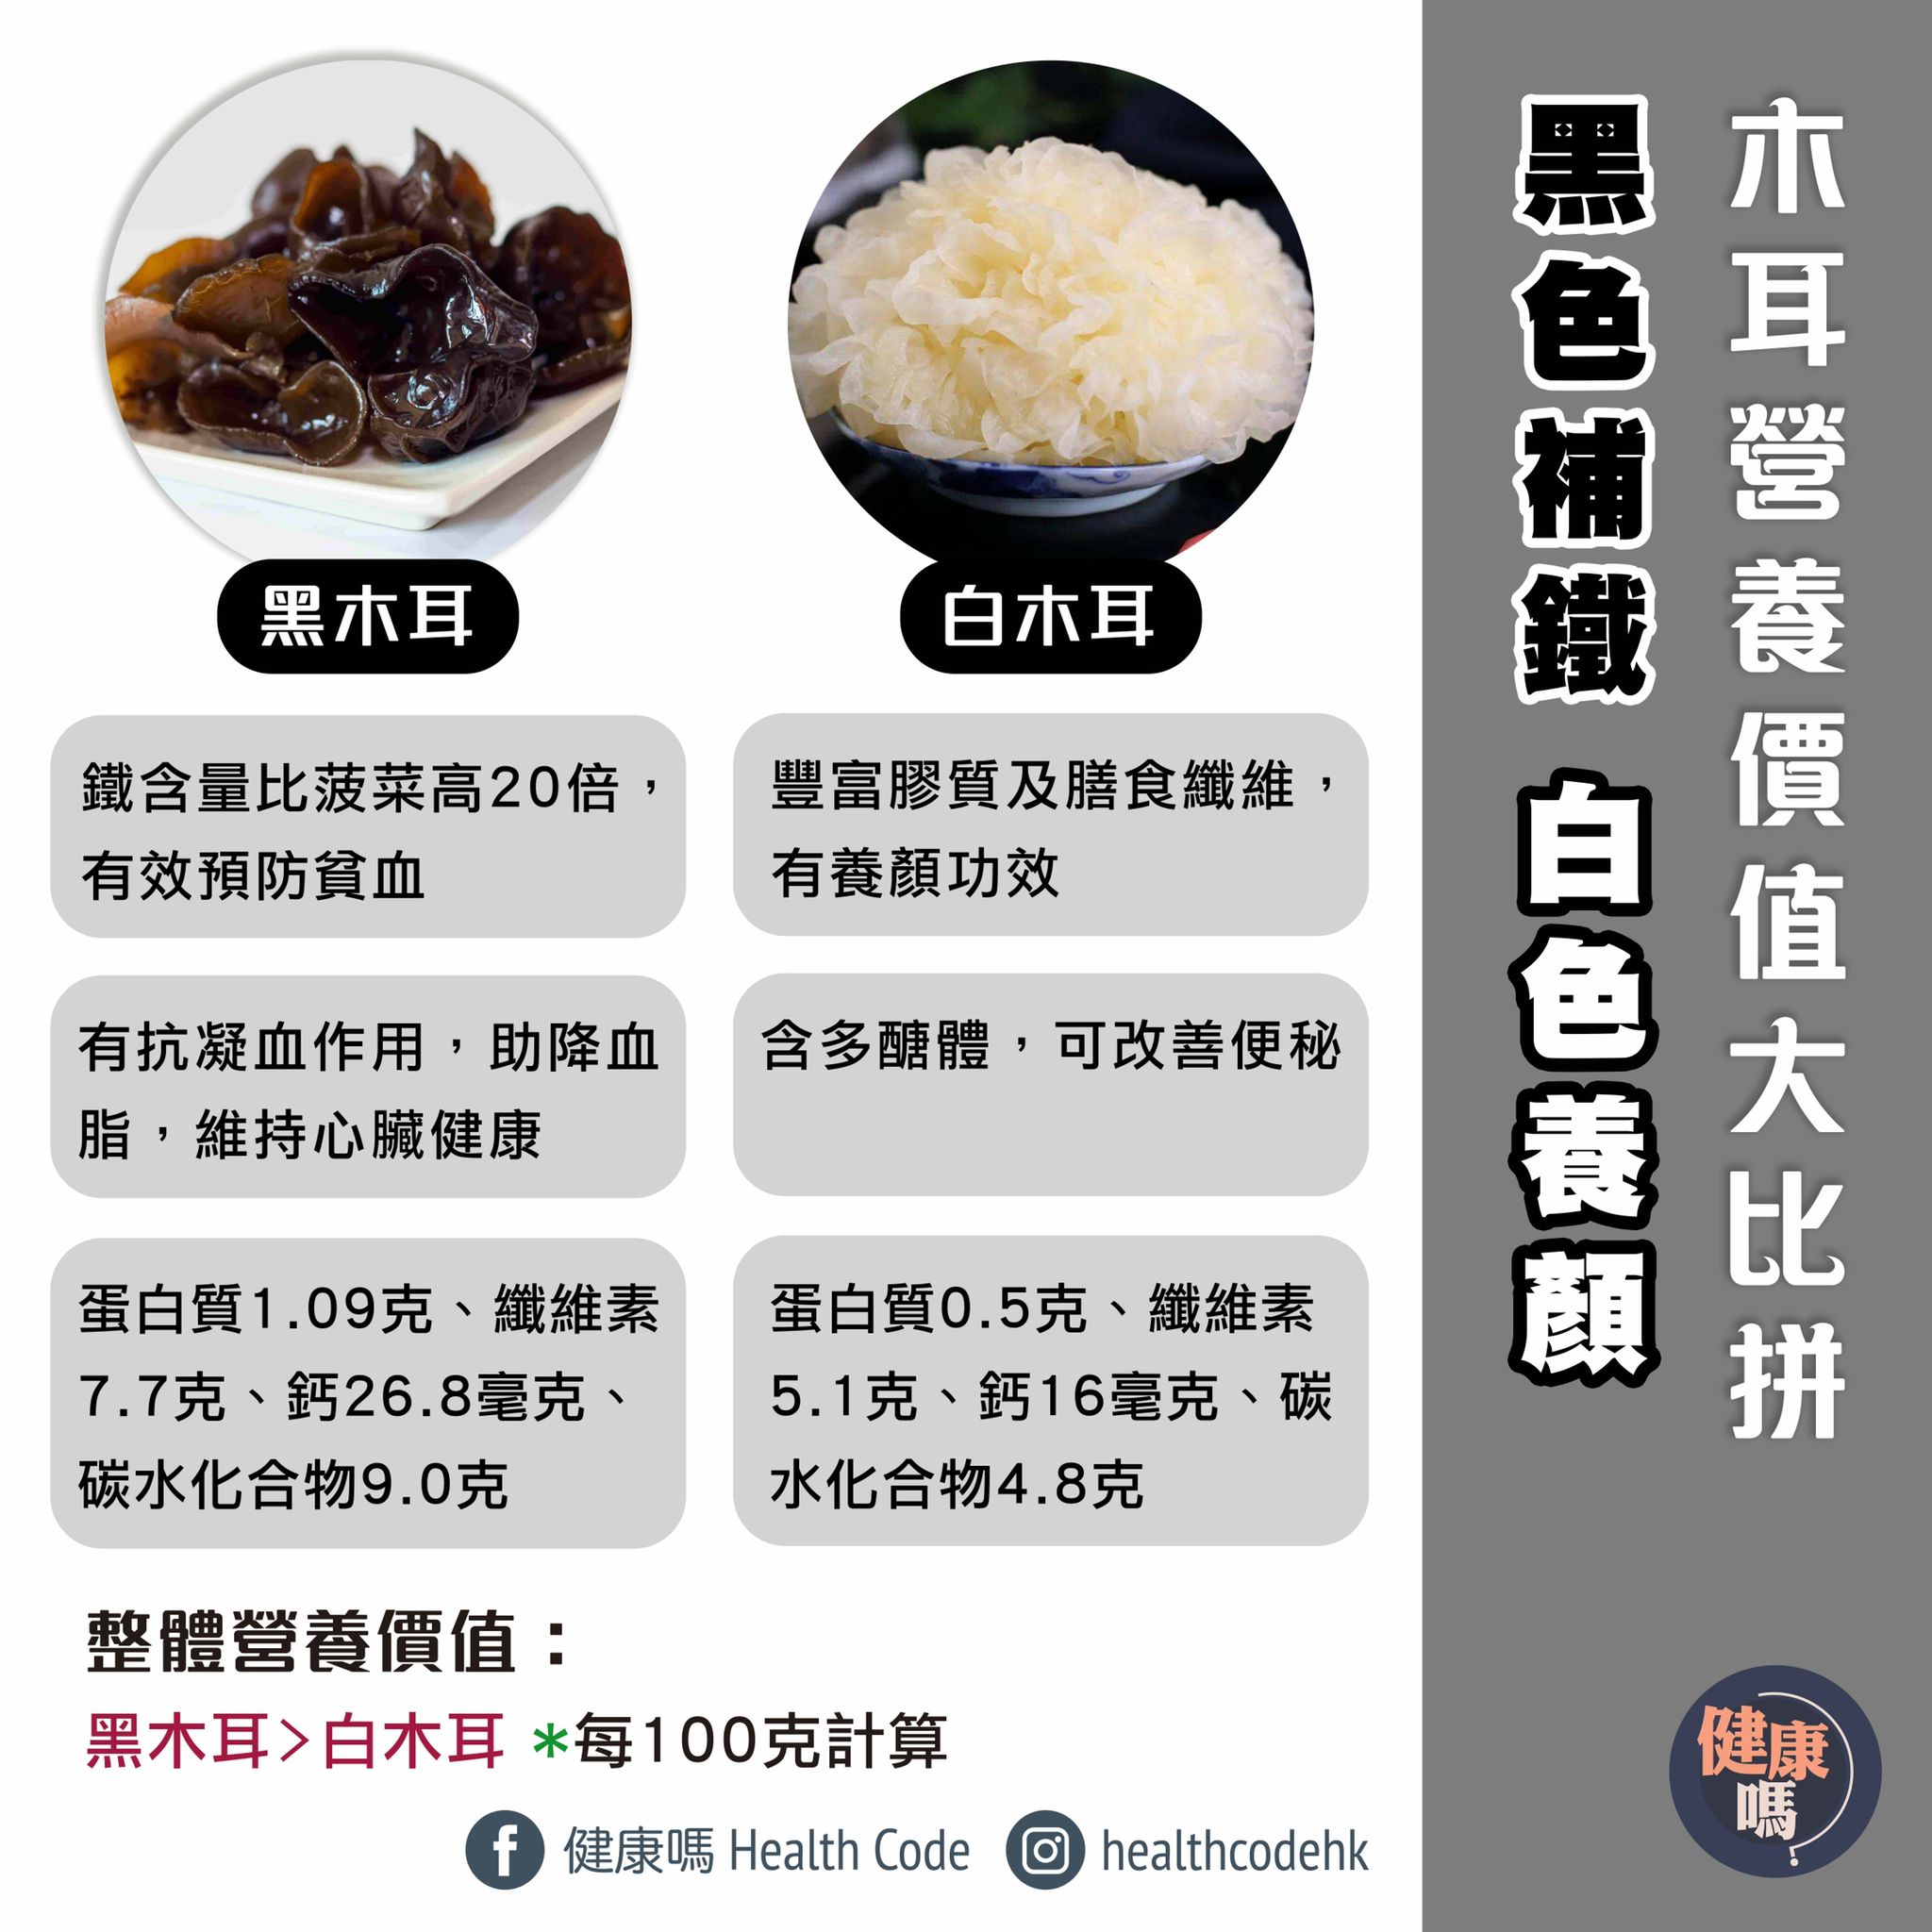 木耳營養價值大比拼
黑色補鐵 白色養顏
黑木耳
鐵含量比菠菜高20倍，
有效預防貧血
有抗凝血作用，助降血
脂，維持心臟健康
蛋白質1.09克、纖維素
7.7克、鈣26.8毫克、
碳水化合物9.0克
白木耳
豐富膠質及膳食纖維，
有養顏功效
含多醣體，可改善便秘
蛋白質0.5克、纖維素
5.1克、鈣16毫克、碳
水化合物4.8克
整體營養價值：
黑木耳>白木耳 *每100克計算
健康嗎 Health Code
healthcodehk
健康
嗎?